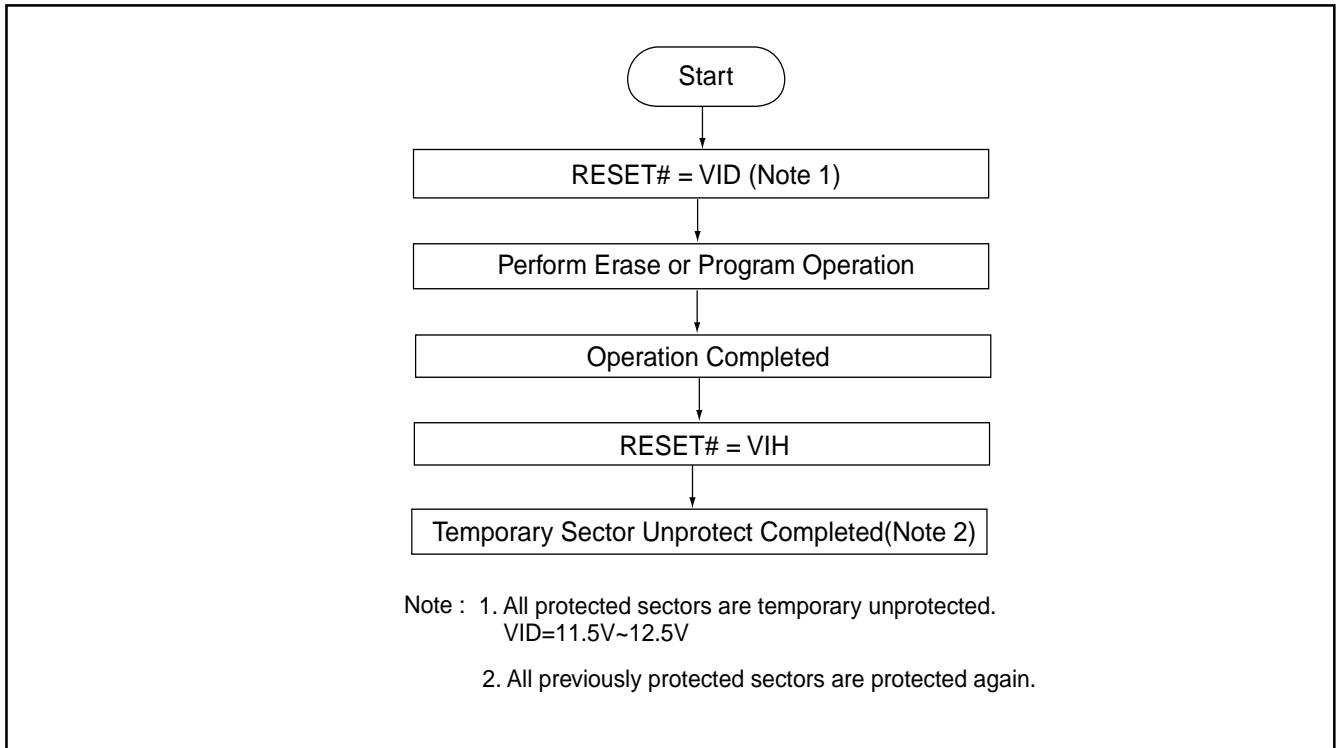 Start
RESET# = VID (Note 1)
Perform Erase or Program Operation
Operation Completed
RESET# = VIH
Temporary Sector Unprotect Completed(Note 2)
Note : 1. All protected sectors are temporary unprotected.
VID=11.5V~12.5V
2. All previously protected sectors are protected again.